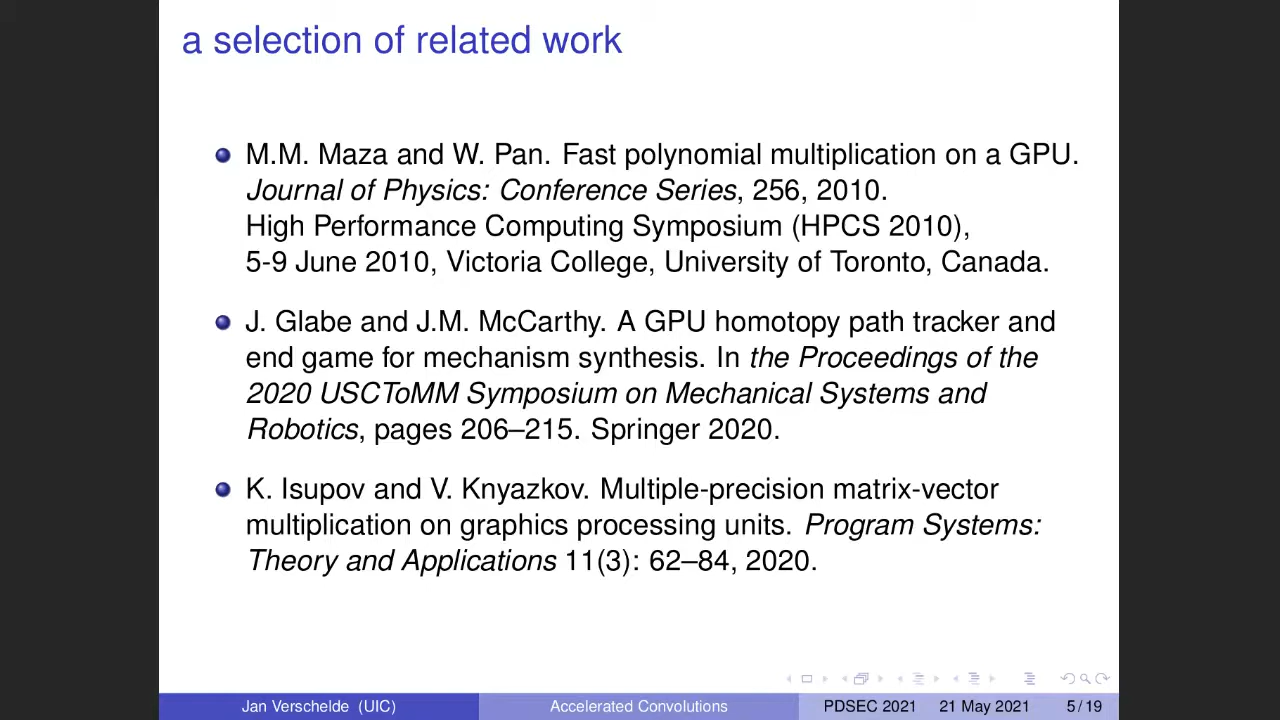 a selection of related work
M.M. Maza and W. Pan. Fast polynomial multiplication on a GPU.
Journal of Physics: Conference Series, 256, 2010.
High Performance Computing Symposium (HPCS 2010),
5-9 June 2010, Victoria College, University of Toronto, Canada.
J. Glabe and J.M. McCarthy. A GPU homotopy path tracker and
end game for mechanism synthesis. In the Proceedings of the
2020 USCToMM Symposium on Mechanical Systems and
Robotics, pages 206–215. Springer 2020.
K. Isupov and V. Knyazkov. Multiple-precision matrix-vector
multiplication on graphics processing units. Program Systems:
Theory and Applications 11(3): 62–84, 2020.
Jan Verschelde (UIC) Accelerated Convolutions PDSEC 2021 21 May 2021 5 / 19